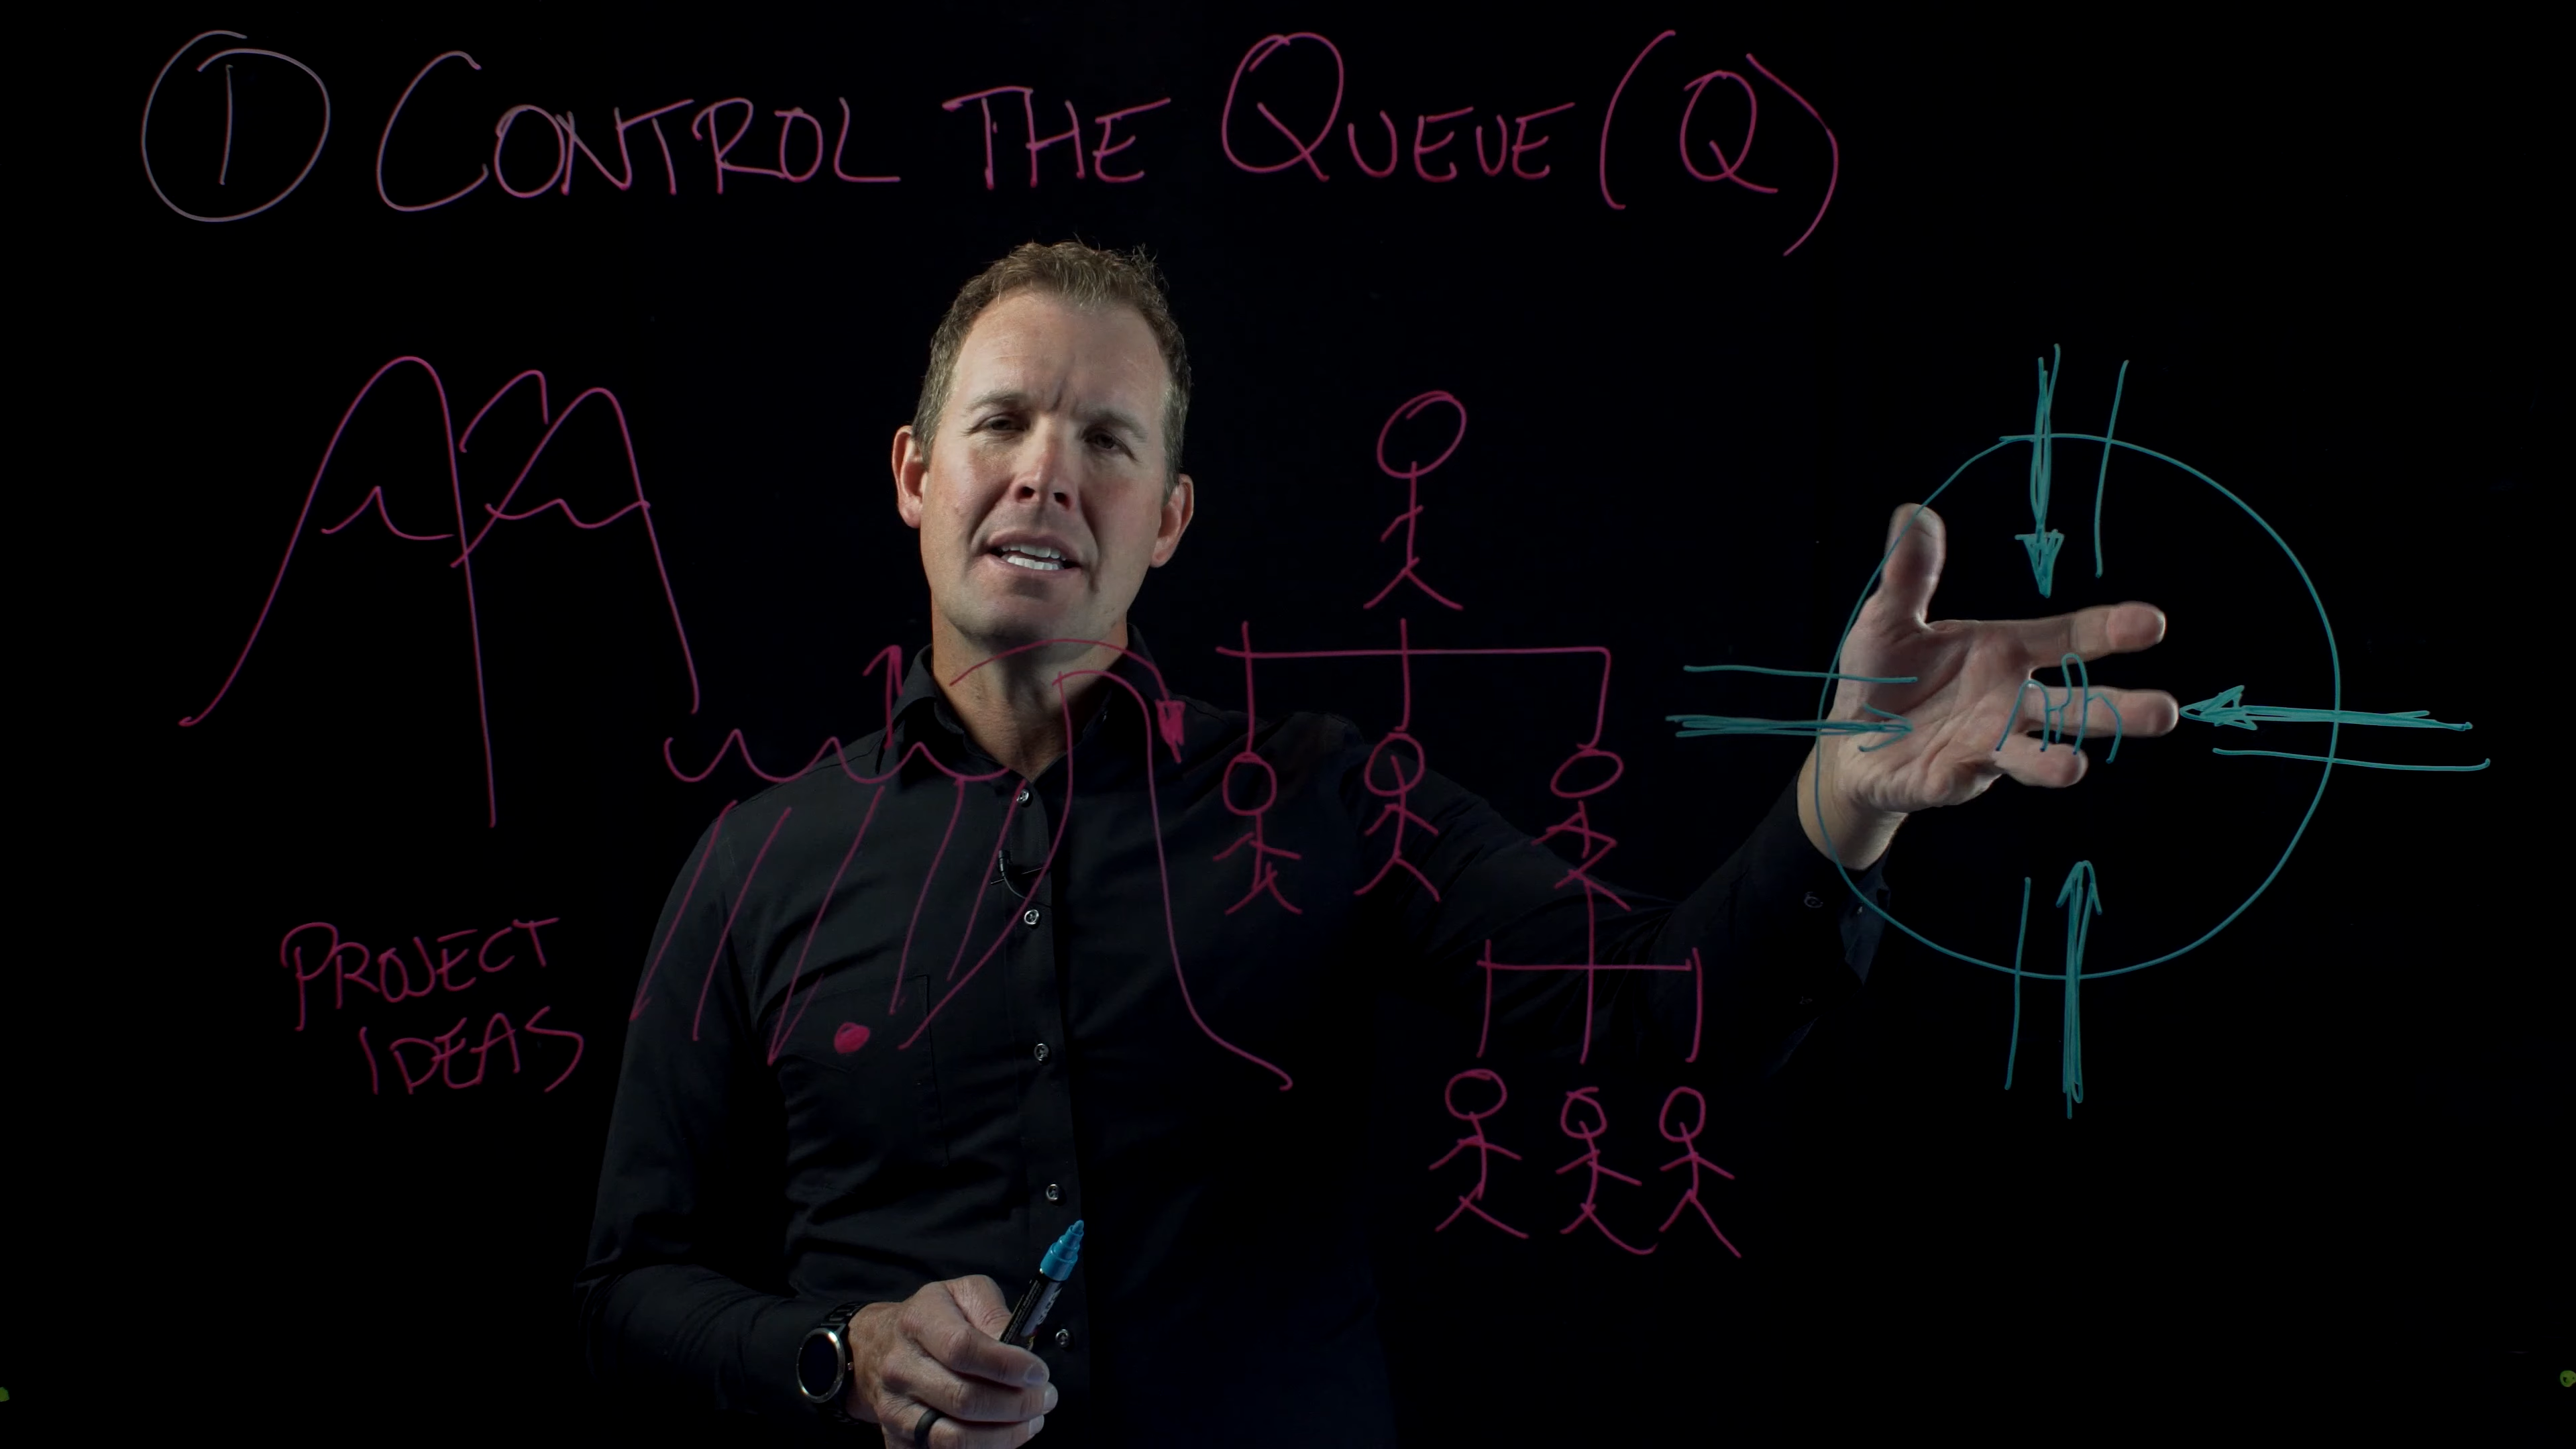 ① CONTROL THE QUEUE (Q)
PROJECT
IDEAS